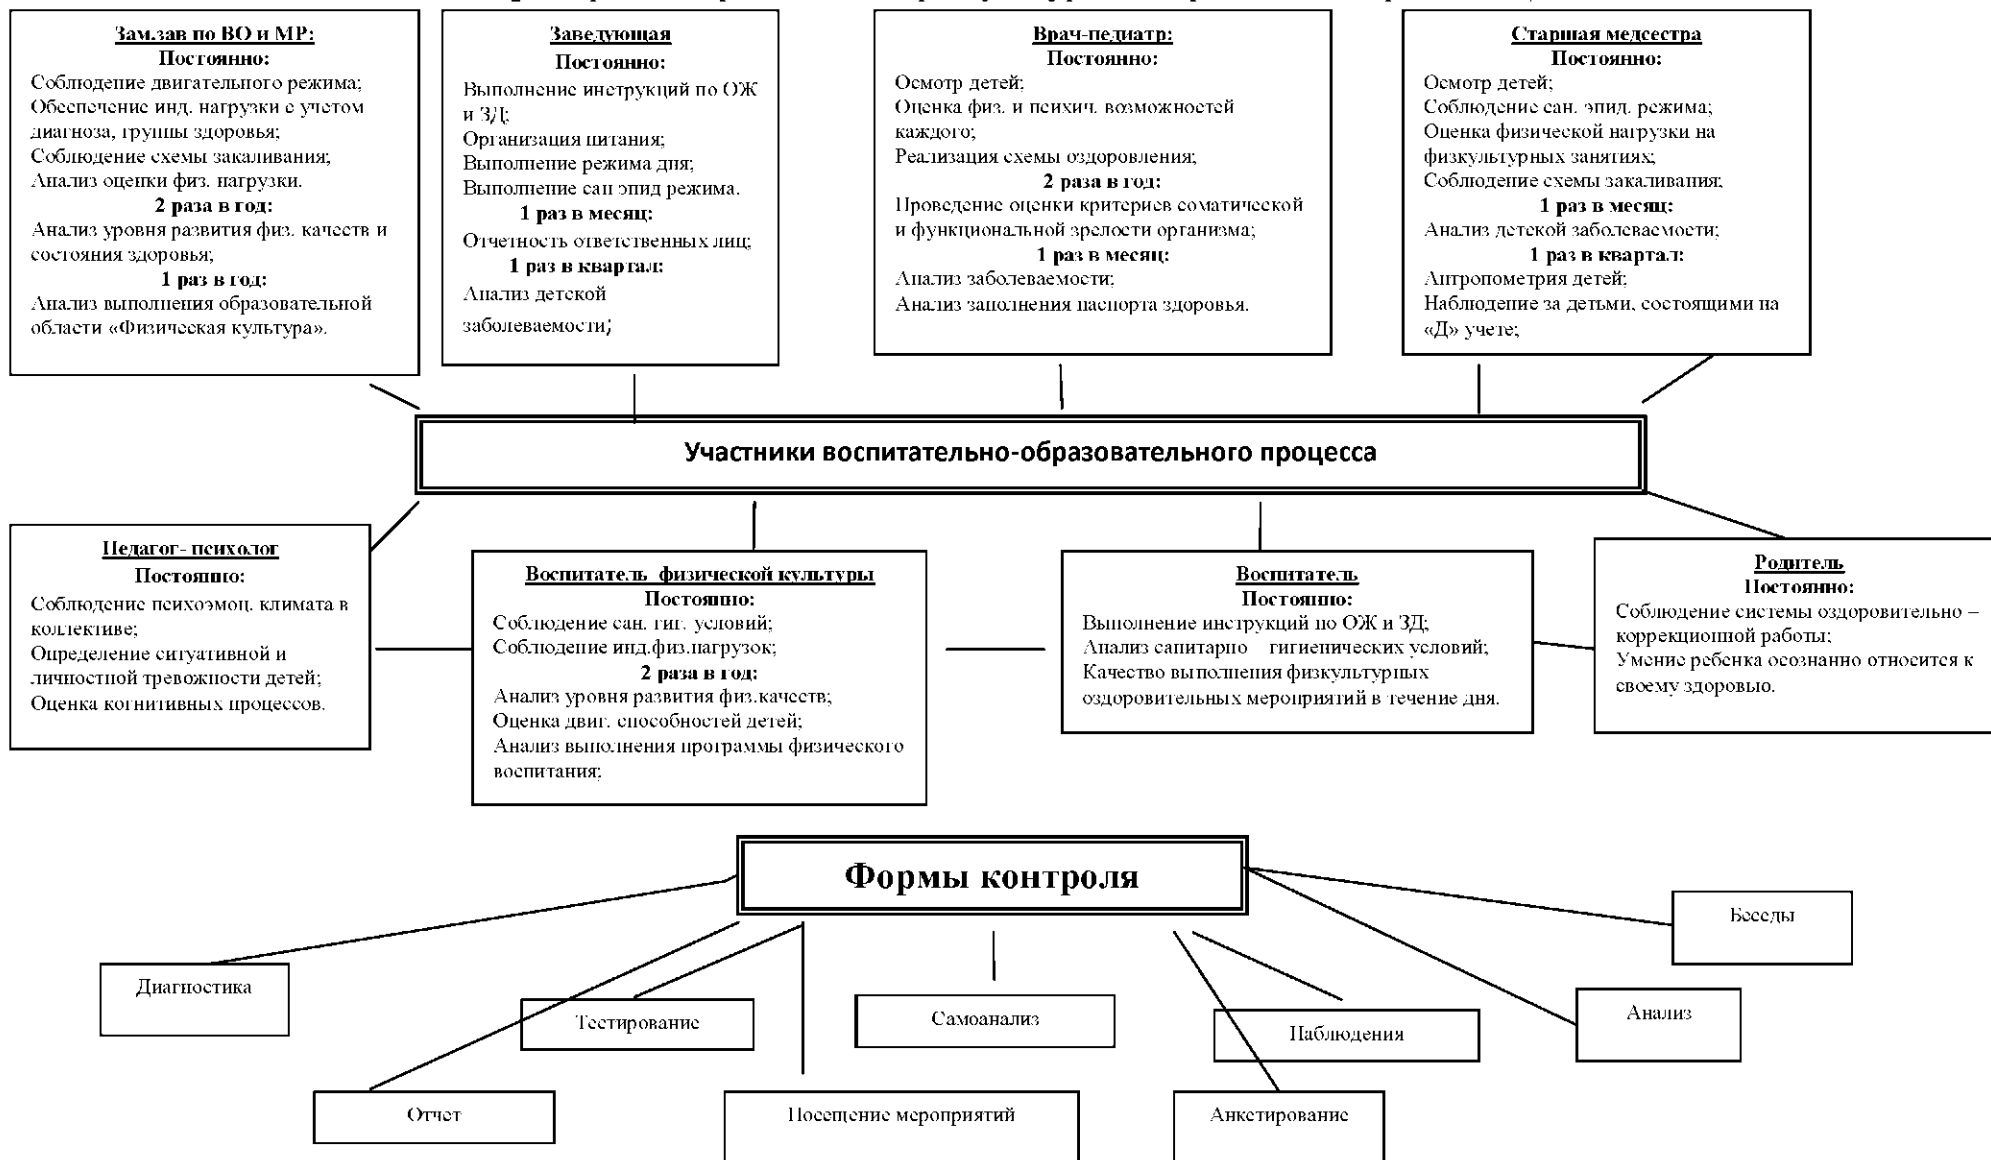 Зам.зав по ВО и МР:
Постоянно:
Соблюдение двигательного режима;
Обеспечение инд. нагрузки с учетом
диагноза, группы здоровья;
Соблюдение схемы закаливания;
Анализ оценки физ. нагрузки.
2 раза в год:
Анализ уровня развития физ. качеств и
состояния здоровья;
1 раз в год:
Анализ выполнения образовательной
области «Физическая культура».
Заведующая
Постоянно:
Выполнение инструкций по ОЖ
и ЗД;
Организация питания;
Выполнение режима дня;
Выполнение сан эпид режима.
1 раз в месяц:
Отчетность ответственных лиц;
1 раз в квартал:
Анализ детской
заболеваемости;
Врач-педиатр:
Постоянно:
Осмотр детей;
Оценка физ. и психич. возможностей
каждого;
Реализация схемы оздоровления;
2 раза в год:
Проведение оценки критериев соматической
и функциональной зрелости организма;
1 раз в месяц:
Анализ заболеваемости;
Анализ заполнения паспорта здоровья.
Старшая медсестра
Постоянно:
Осмотр детей;
Соблюдение сан. эпид. режима;
Оценка физической нагрузки на
физкультурных занятиях;
Соблюдение схемы закаливания;
1 раз в месяц:
Анализ детской заболеваемости;
1 раз в квартал:
Антропометрия детей;
Наблюдение за детьми, состоящими на
«Д» учете;
Участники воспитательно-образовательного процесса
Педагог- психолог
Постоянно:
Соблюдение психоэмоц. климата в
коллективе;
Определение ситуативной и
личностной тревожности детей;
Оценка когнитивных процессов.
Воспитатель физической культуры
Постоянно:
Соблюдение сан. гиг. условий;
Соблюдение инд.физ.нагрузок;
2 раза в год:
Анализ уровня развития физ.качеств;
Оценка двиг. способностей детей;
Анализ выполнения программы физического
воспитания;
Воспитатель
Постоянно:
Выполнение инструкций по ОЖ и ЗД;
Анализ санитарно – гигиенических условий;
Качество выполнения физкультурных
оздоровительных мероприятий в течение дня.
Родитель
Постоянно:
Соблюдение системы оздоровительно –
коррекционной работы;
Умение ребенка осознанно относится к
своему здоровью.
Формы контроля
Беседы
Диагностика
Тестирование
Самоанализ
Наблюдения
Анализ
Отчет
Посещение мероприятий
Анкетирование